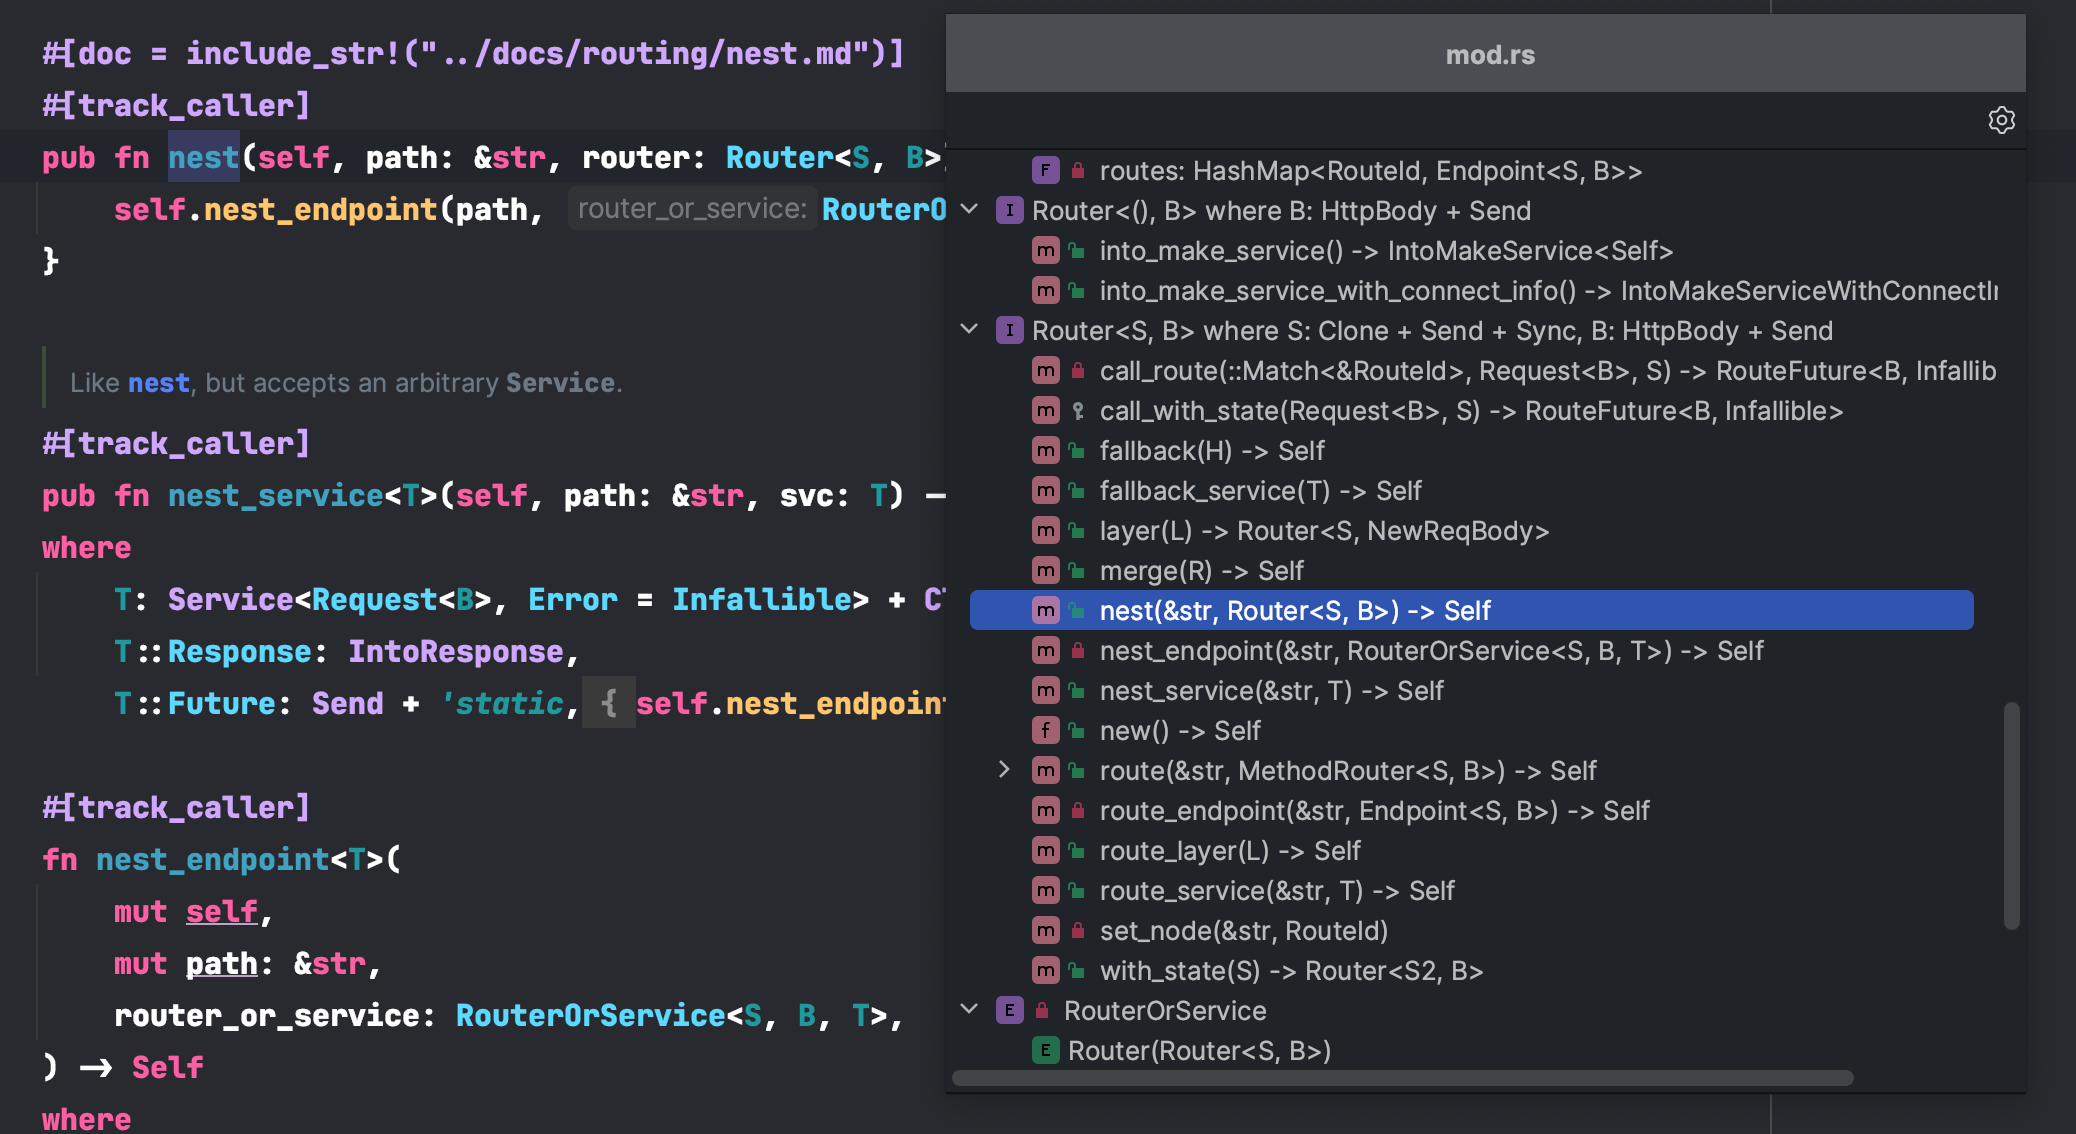 #[doc = include_str!("../docs/routing/nest.md")]
#[track_caller]
pub fn nest(self, path: &str, router: Router<S, B>
self.nest_endpoint(path, router_or_service: RouterO
}
Like nest, but accepts an arbitrary Service.
#[track_caller]
pub fn nest_service<T>(self, path: &str, svc: T) -
where
T: Service<Request<B>, Error = Infallible> + Cl
T::Response: IntoResponse,
T::Future: Send + 'static, { self.nest_endpoint
#[track_caller]
fn nest_endpoint<T>(
mut self,
mut path: &str,
router_or_service: RouterOrService<S, B, T>,
) -> Self
where
mod.rs
F routes: HashMap<RouteId, Endpoint<S, B>>
I Router<(), B> where B: HttpBody + Send
m into_make_service() -> IntoMakeService<Self>
m into_make_service_with_connect_info() -> IntoMakeServiceWithConnectI
I Router<S, B> where S: Clone + Send + Sync, B: HttpBody + Send
m call_route(::Match<&RouteId>, Request<B>, S) -> RouteFuture<B, Infallib
m call_with_state(Request<B>, S) -> RouteFuture<B, Infallible>
m fallback(H) -> Self
m fallback_service(T) -> Self
m layer(L) -> Router<S, NewReqBody>
m merge(R) -> Self
m nest(&str, Router<S, B>) -> Self
m nest_endpoint(&str, RouterOrService<S, B, T>) -> Self
m nest_service(&str, T) -> Self
f new() -> Self
m route(&str, MethodRouter<S, B>) -> Self
m route_endpoint(&str, Endpoint<S, B>) -> Self
m route_layer(L) -> Self
m route_service(&str, T) -> Self
m set_node(&str, RouteId)
m with_state(S) -> Router<S2, B>
E RouterOrService
E Router(Router<S, B>)